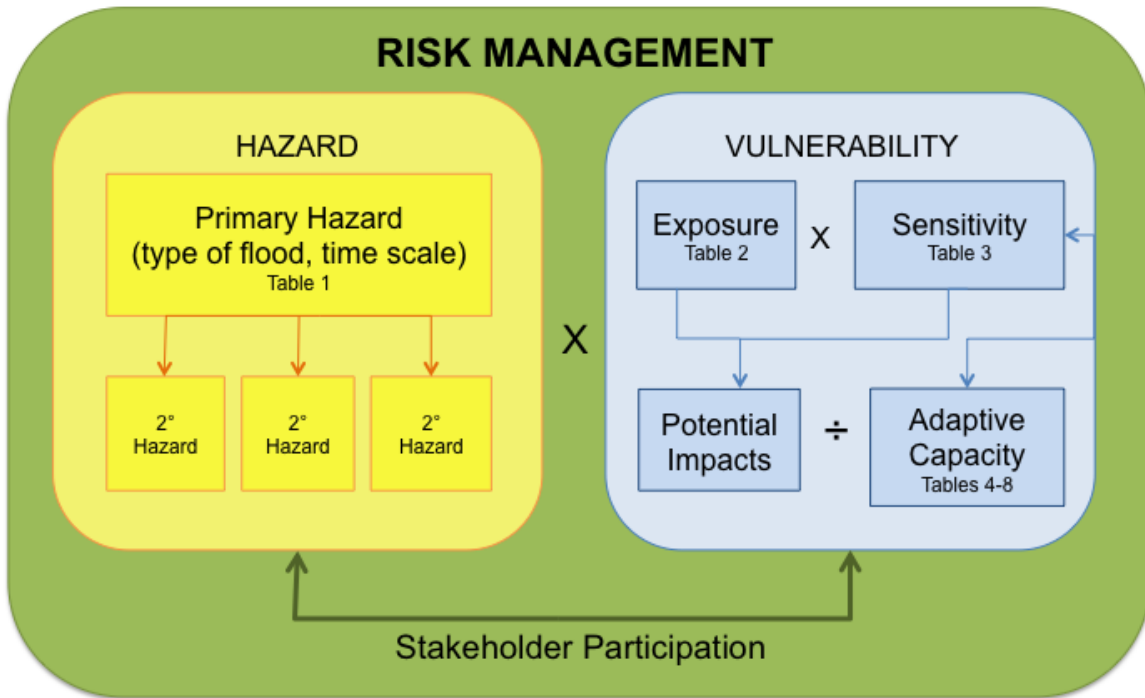 RISK MANAGEMENT
HAZARD
Primary Hazard
(type of flood, time scale)
Table 1
2°
Hazard
2°
Hazard
2°
Hazard
X
VULNERABILITY
Exposure
Table 2
X
Sensitivity
Table 3
Potential
Impacts
÷
Adaptive
Capacity
Tables 4-8
Stakeholder Participation